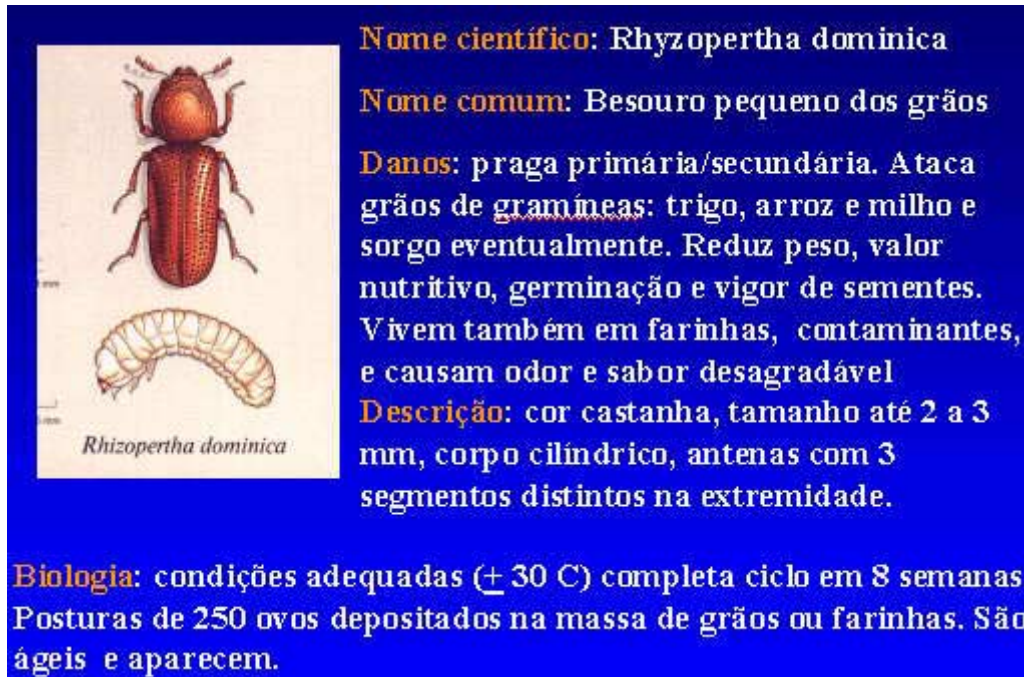 Nome científico: Rhyzopertha dominica
Nome comum: Besouro pequeno dos grãos
Danos: praga primária/secundária. Ataca
grãos de gramíneas: trigo, arroz e milho e
sorgo eventualmente. Reduz peso, valor
nutritivo, germinação e vigor de sementes.
Vivem também em farinhas, contaminantes,
e causam odor e sabor desagradável
Descrição: cor castanha, tamanho até 2 a 3
mm, corpo cilíndrico, antenas com 3
segmentos distintos na extremidade.
mm
mm
Rhizopertha dominica
Biologia: condições adequadas (± 30 C) completa ciclo em 8 semanas
Posturas de 250 ovos depositados na massa de grãos ou farinhas. São
ágeis e aparecem.